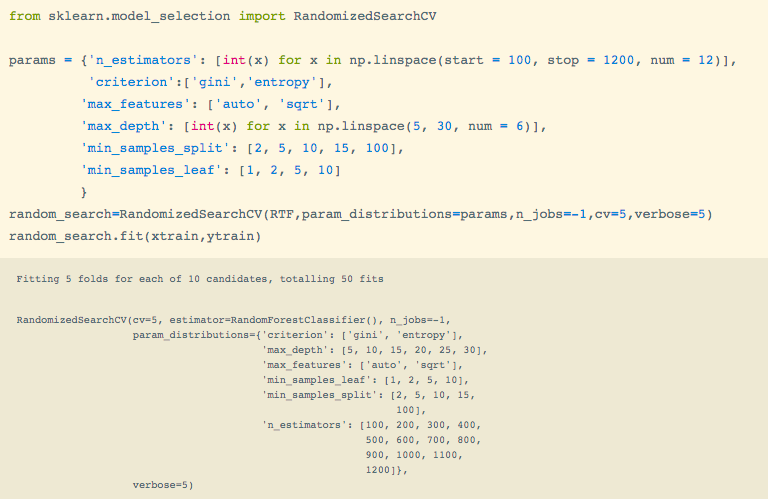 from sklearn.model_selection import RandomizedSearchCV
params = {'n_estimators': [int(x) for x in np.linspace(start = 100, stop = 1200, num = 12)],
'criterion':['gini','entropy'],
'max_features': ['auto', 'sqrt'],
'max_depth': [int(x) for x in np.linspace(5, 30, num = 6)],
'min_samples_split': [2, 5, 10, 15, 100],
'min_samples_leaf': [1, 2, 5, 10]
}
random_search=RandomizedSearchCV(RTF,param_distributions=params,n_jobs=-1,cv=5,verbose=5)
random_search.fit(xtrain,ytrain)
Fitting 5 folds for each of 10 candidates, totalling 50 fits
RandomizedSearchCV(cv=5, estimator=RandomForestClassifier(), n_jobs=-1,
param_distributions={'criterion': ['gini', 'entropy'],
'max_depth': [5, 10, 15, 20, 25, 30],
'max_features': ['auto', 'sqrt'],
'min_samples_leaf': [1, 2, 5, 10],
'min_samples_split': [2, 5, 10, 15,
100],
'n_estimators': [100, 200, 300, 400,
500, 600, 700, 800,
900, 1000, 1100,
1200]},
verbose=5)